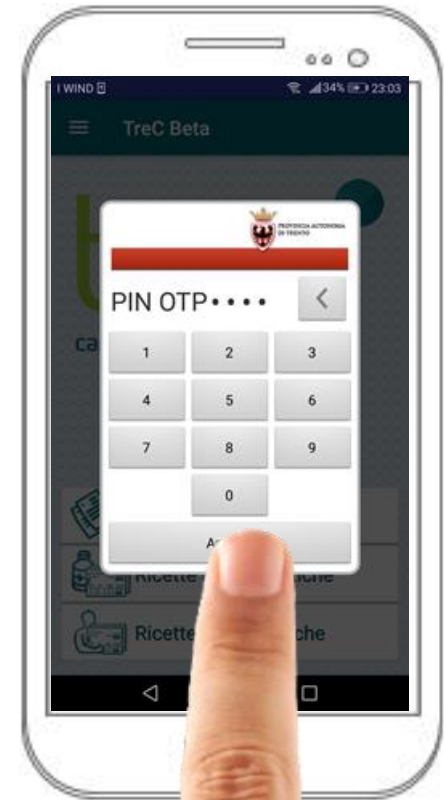 I WIND 34% 23:03
TreC Beta
PROVINCIA AUTONOMA
DI TRENTO
PIN OTP••••
ca
1 2 3
4 5 6
7 8 9
0
Ricette
Ricette